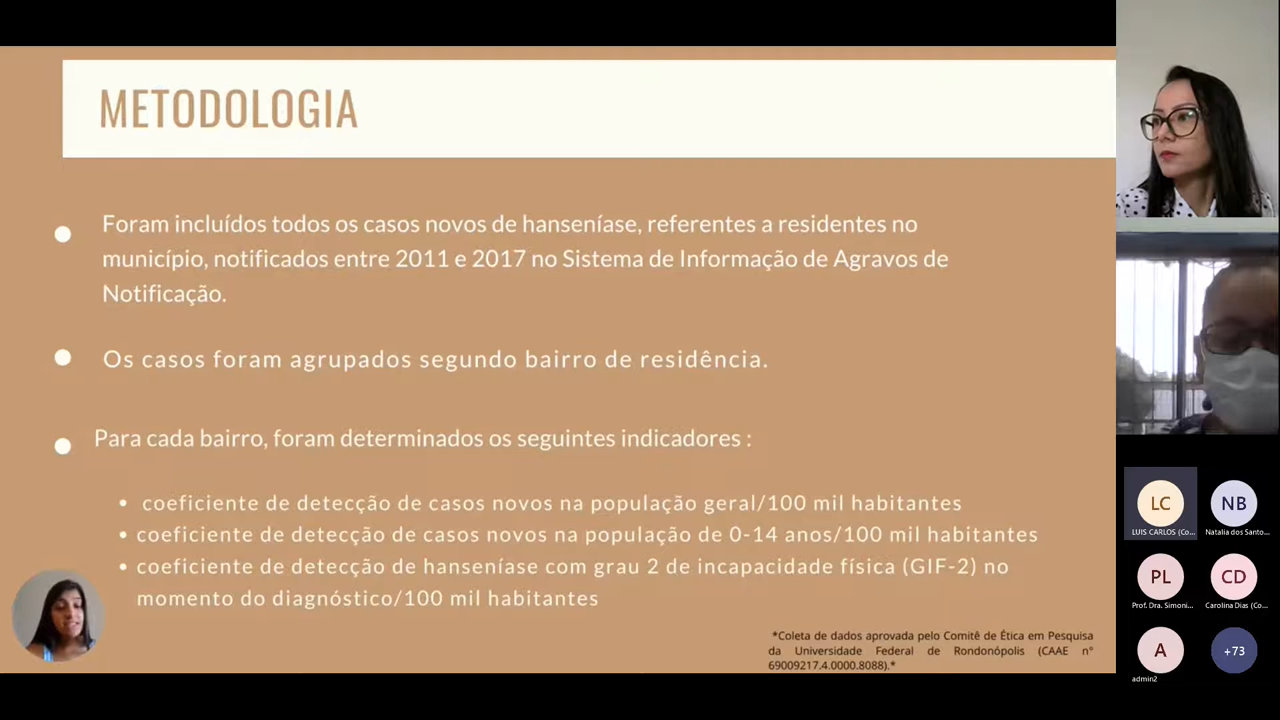 METODOLOGIA
Foram incluídos todos os casos novos de hanseníase, referentes a residentes no
município, notificados entre 2011 e 2017 no Sistema de Informação de Agravos de
Notificação.
Os casos foram agrupados segundo bairro de residência.
Para cada bairro, foram determinados os seguintes indicadores :
• coeficiente de detecção de casos novos na população geral/100 mil habitantes
• coeficiente de detecção de casos novos na população de 0-14 anos/100 mil habitantes
• coeficiente de detecção de hanseníase com grau 2 de incapacidade física (GIF-2) no
momento do diagnóstico/100 mil habitantes
*Coleta de dados aprovada pelo Comitê de Ética em Pesquisa
da Universidade Federal de Rondonópolis (CAAE n°
69009217.4.0000.8088).*
LC NB
LUIS CARLOS (Co... Natalia dos Santo...
PL CD
Prof. Dra. Simoni... Carolina Dias (Co...
A +73
admin2